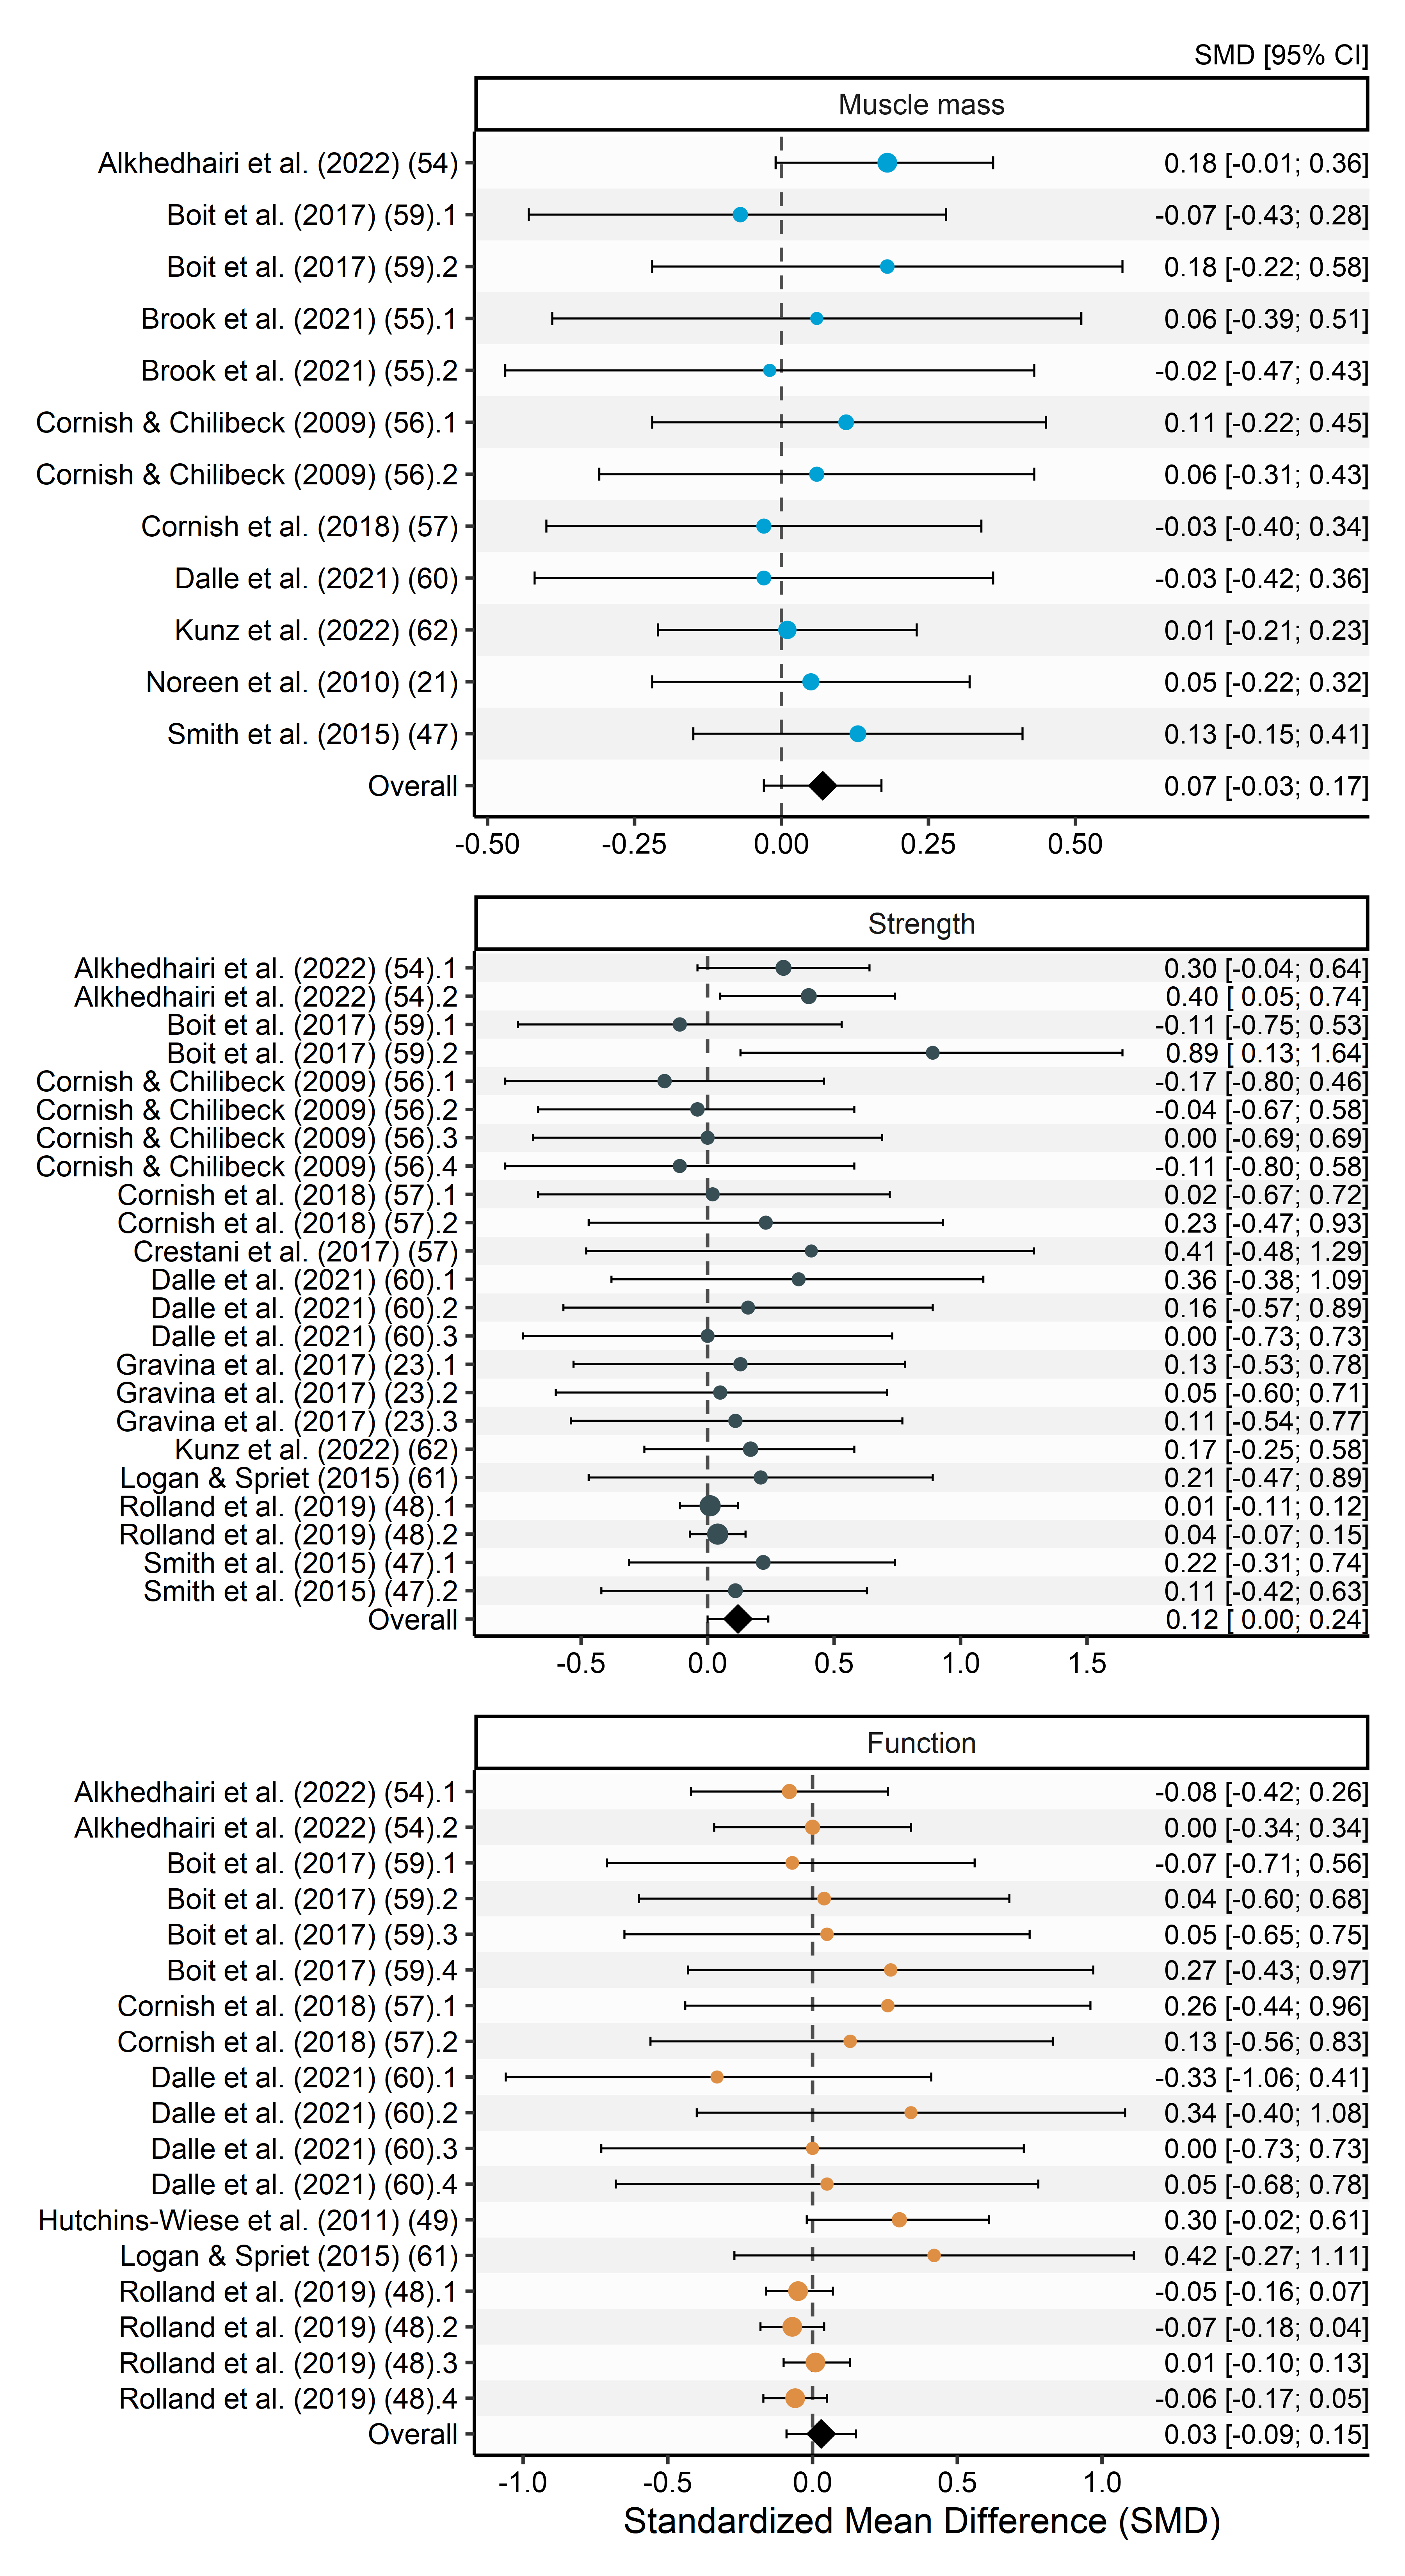 SMD [95% CI]
Muscle mass
Alkhedhairi et al. (2022) (54) 0.18 [-0.01; 0.36]
Boit et al. (2017) (59).1 -0.07 [-0.43; 0.28]
Boit et al. (2017) (59).2 0.18 [-0.22; 0.58]
Brook et al. (2021) (55).1 0.06 [-0.39; 0.51]
Brook et al. (2021) (55).2 -0.02 [-0.47; 0.43]
Cornish & Chilibeck (2009) (56).1 0.11 [-0.22; 0.45]
Cornish & Chilibeck (2009) (56).2 0.06 [-0.31; 0.43]
Cornish et al. (2018) (57) -0.03 [-0.40; 0.34]
Dalle et al. (2021) (60) -0.03 [-0.42; 0.36]
Kunz et al. (2022) (62) 0.01 [-0.21; 0.23]
Noreen et al. (2010) (21) 0.05 [-0.22; 0.32]
Smith et al. (2015) (47) 0.13 [-0.15; 0.41]
Overall 0.07 [-0.03; 0.17]
-0.50 -0.25 0.00 0.25 0.50
Strength
Alkhedhairi et al. (2022) (54).1 0.30 [-0.04; 0.64]
Alkhedhairi et al. (2022) (54).2 0.40 [ 0.05; 0.74]
Boit et al. (2017) (59).1 -0.11 [-0.75; 0.53]
Boit et al. (2017) (59).2 0.89 [ 0.13; 1.64]
Cornish & Chilibeck (2009) (56).1 -0.17 [-0.80; 0.46]
Cornish & Chilibeck (2009) (56).2 -0.04 [-0.67; 0.58]
Cornish & Chilibeck (2009) (56).3 0.00 [-0.69; 0.69]
Cornish & Chilibeck (2009) (56).4 -0.11 [-0.80; 0.58]
Cornish et al. (2018) (57).1 0.02 [-0.67; 0.72]
Cornish et al. (2018) (57).2 0.23 [-0.47; 0.93]
Crestani et al. (2017) (57) 0.41 [-0.48; 1.29]
Dalle et al. (2021) (60).1 0.36 [-0.38; 1.09]
Dalle et al. (2021) (60).2 0.16 [-0.57; 0.89]
Dalle et al. (2021) (60).3 0.00 [-0.73; 0.73]
Gravina et al. (2017) (23).1 0.13 [-0.53; 0.78]
Gravina et al. (2017) (23).2 0.05 [-0.60; 0.71]
Gravina et al. (2017) (23).3 0.11 [-0.54; 0.77]
Kunz et al. (2022) (62) 0.17 [-0.25; 0.58]
Logan & Spriet (2015) (61) 0.21 [-0.47; 0.89]
Rolland et al. (2019) (48).1 0.01 [-0.11; 0.12]
Rolland et al. (2019) (48).2 0.04 [-0.07; 0.15]
Smith et al. (2015) (47).1 0.22 [-0.31; 0.74]
Smith et al. (2015) (47).2 0.11 [-0.42; 0.63]
Overall 0.12 [ 0.00; 0.24]
-0.5 0.0 0.5 1.0 1.5
Function
Alkhedhairi et al. (2022) (54).1 -0.08 [-0.42; 0.26]
Alkhedhairi et al. (2022) (54).2 0.00 [-0.34; 0.34]
Boit et al. (2017) (59).1 -0.07 [-0.71; 0.56]
Boit et al. (2017) (59).2 0.04 [-0.60; 0.68]
Boit et al. (2017) (59).3 0.05 [-0.65; 0.75]
Boit et al. (2017) (59).4 0.27 [-0.43; 0.97]
Cornish et al. (2018) (57).1 0.26 [-0.44; 0.96]
Cornish et al. (2018) (57).2 0.13 [-0.56; 0.83]
Dalle et al. (2021) (60).1 -0.33 [-1.06; 0.41]
Dalle et al. (2021) (60).2 0.34 [-0.40; 1.08]
Dalle et al. (2021) (60).3 0.00 [-0.73; 0.73]
Dalle et al. (2021) (60).4 0.05 [-0.68; 0.78]
Hutchins-Wiese et al. (2011) (49) 0.30 [-0.02; 0.61]
Logan & Spriet (2015) (61) 0.42 [-0.27; 1.11]
Rolland et al. (2019) (48).1 -0.05 [-0.16; 0.07]
Rolland et al. (2019) (48).2 -0.07 [-0.18; 0.04]
Rolland et al. (2019) (48).3 0.01 [-0.10; 0.13]
Rolland et al. (2019) (48).4 -0.06 [-0.17; 0.05]
Overall 0.03 [-0.09; 0.15]
-1.0 -0.5 0.0 0.5 1.0
Standardized Mean Difference (SMD)